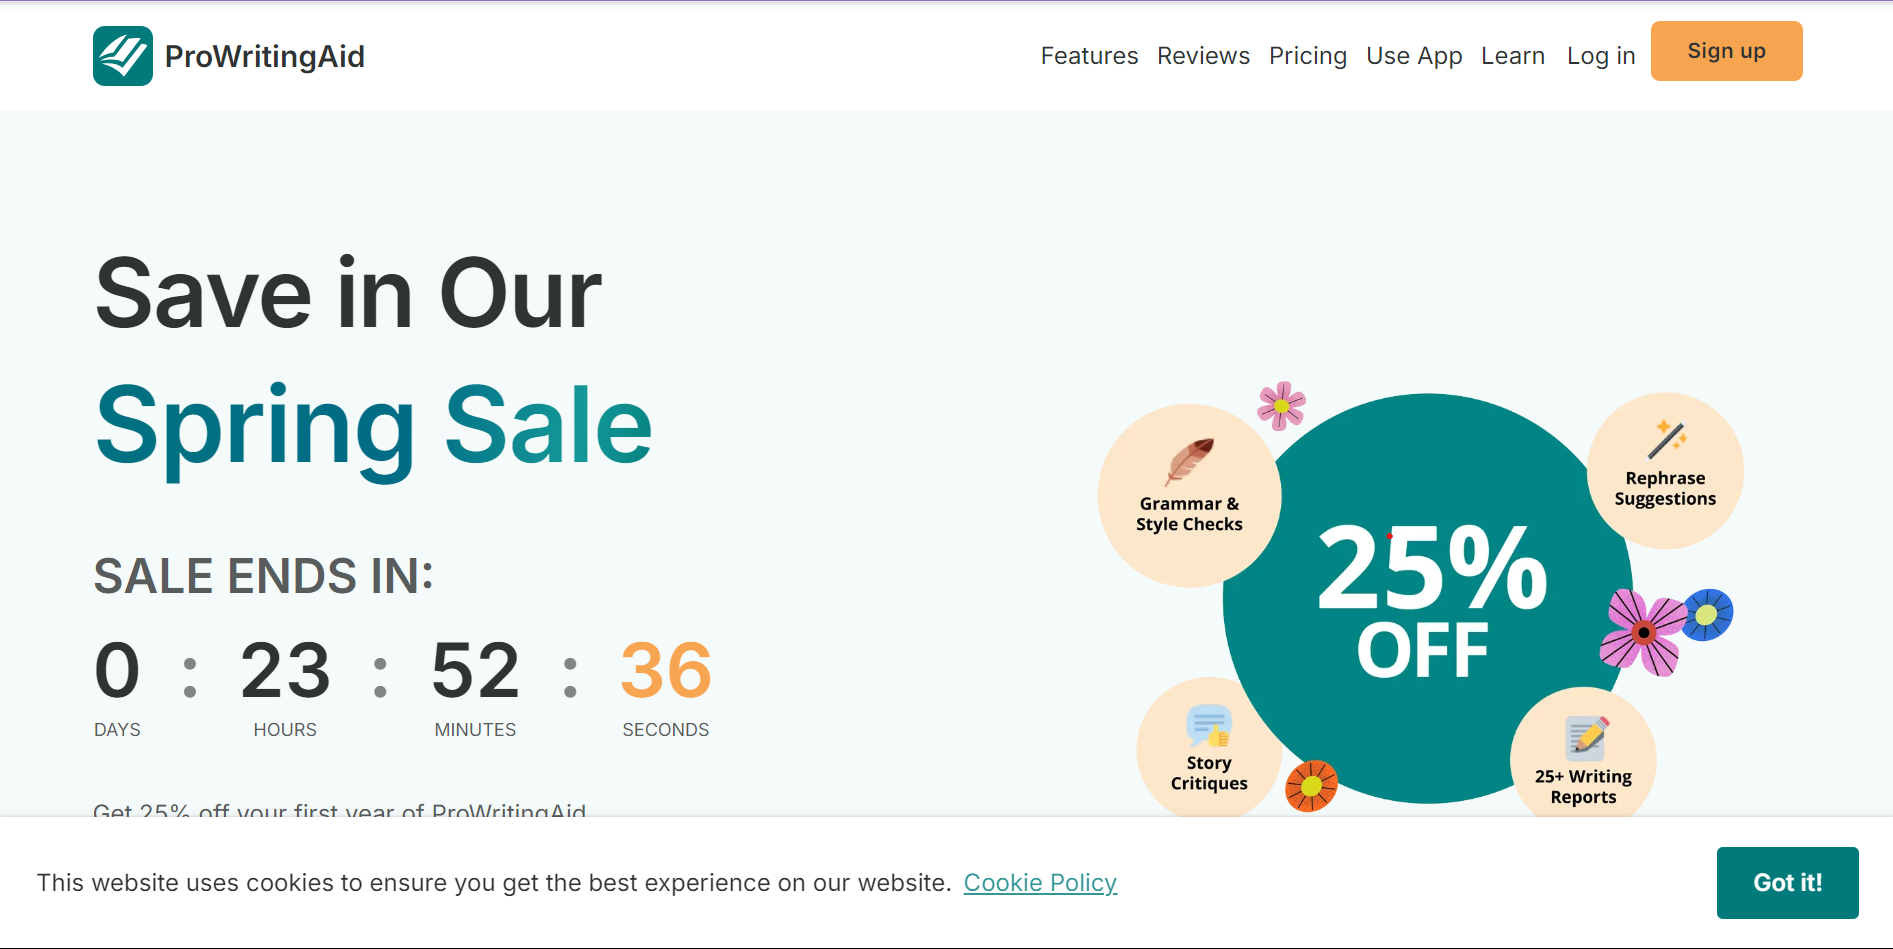 ProWritingAid
Features Reviews Pricing Use App Learn Log in Sign up
Save in Our
Spring Sale
SALE ENDS IN:
0 : 23 : 52 : 36
DAYS HOURS MINUTES SECONDS
Get 25% off your first year of ProWritingAid
Grammar &
Style Checks
Rephrase
Suggestions
25%
OFF
Story
Critiques
25+ Writing
Reports
This website uses cookies to ensure you get the best experience on our website. Cookie Policy
Got it!